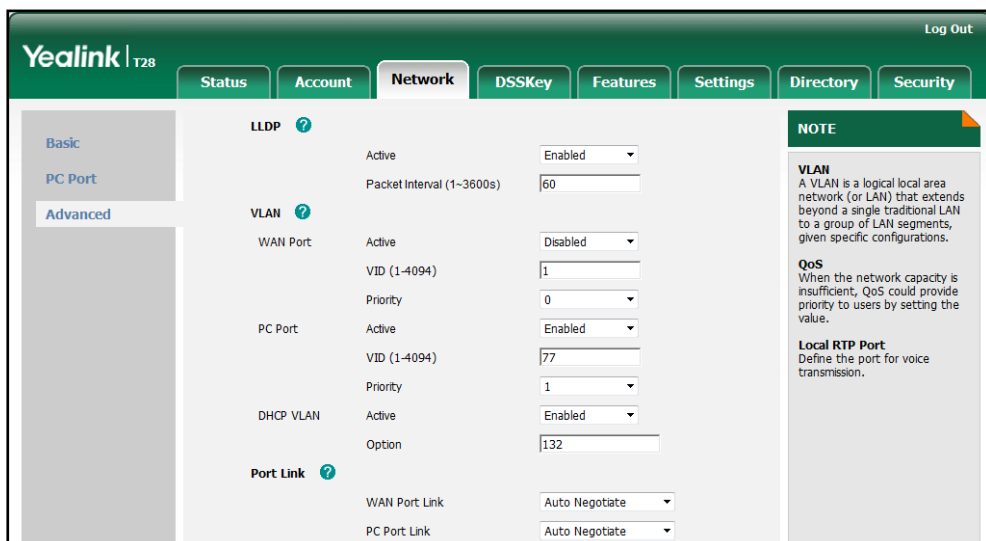 Log Out
Yealink | T28
Status Account Network DSSKey Features Settings Directory Security
Basic
PC Port
Advanced
LLDP ?
Active Enabled
Packet Interval (1~3600s) 60
VLAN ?
WAN Port Active Disabled
VID (1-4094) 1
Priority 0
PC Port Active Enabled
VID (1-4094) 77
Priority 1
DHCP VLAN Active Enabled
Option 132
Port Link ?
WAN Port Link Auto Negotiate
PC Port Link Auto Negotiate
NOTE
VLAN
A VLAN is a logical local area
network (or LAN) that extends
beyond a single traditional LAN
to a group of LAN segments,
given specific configurations.
QoS
When the network capacity is
insufficient, QoS could provide
priority to users by setting the
value.
Local RTP Port
Define the port for voice
transmission.